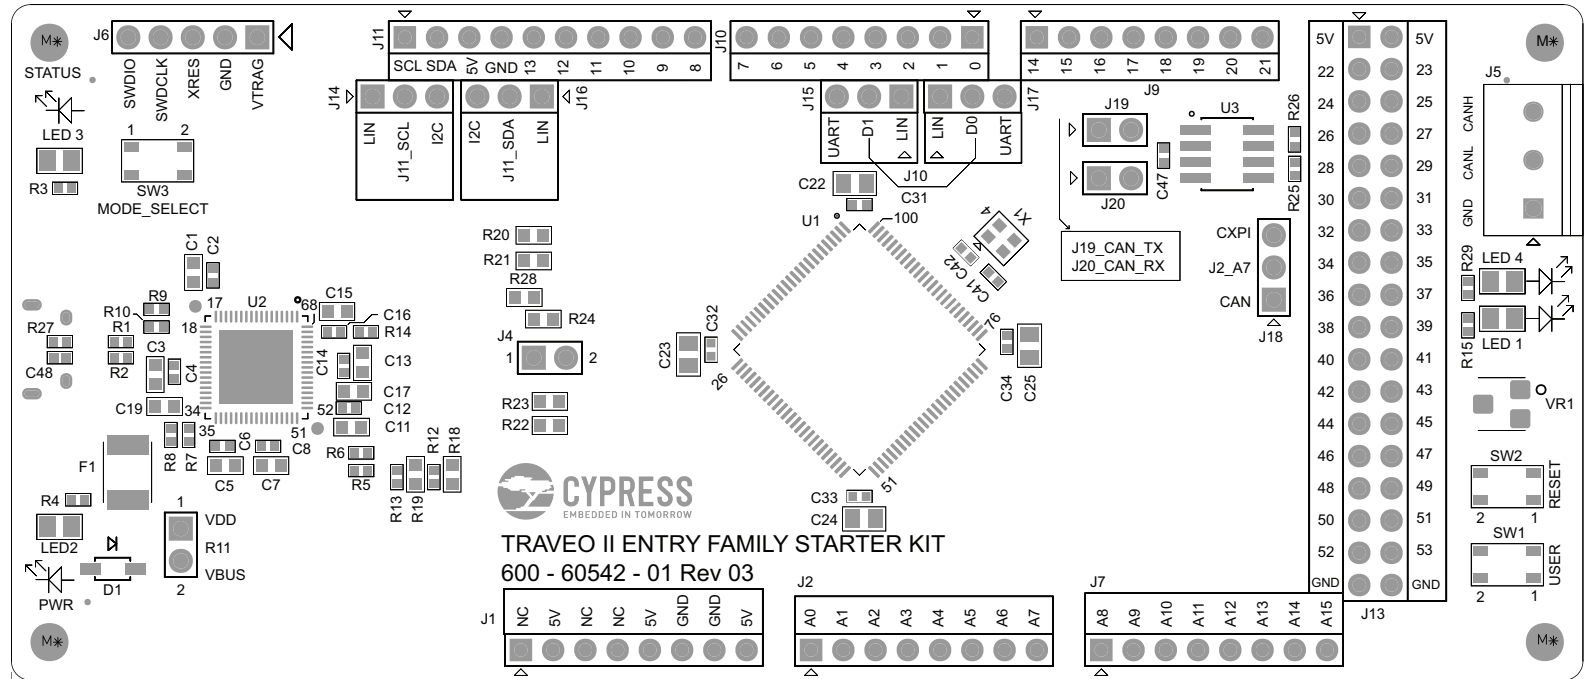 J6
SWDIO
SWDCLK
XRES
GND
VTRAG
M*
STATUS
LED 3
R3
1 2
SW3
MODE_SELECT
J11
SCL SDA 5V GND 13 12 11 10 9 8
J14
LIN
J11_SCL
I2C
I2C
J11_SDA
LIN
J16
J10
7 6 5 4 3 2 1 0
J15
UART
D1
LIN
LIN
D0
UART
J17
J10
14 15 16 17 18 19 20 21
J9
J19
J20
C47
U3
R26
R25
J19_CAN_TX
J20_CAN_RX
CXPI
J2_A7
CAN
J18
5V 5V
22 23
24 25
26 27
28 29
30 31
32 33
34 35
36 37
38 39
40 41
42 43
44 45
46 47
48 49
50 51
52 53
GND GND
J13
M*
J5
CANH
CANL
GND
R29
LED 4
R15
LED 1
VR1
SW2
RESET
2 1
SW1
USER
2 1
M*
C22
C31
U1
100
X1
4
C42
C41
76
C32
C23
26
C34
C25
51
C33
C24
R20
R21
R28
R24
J4
1 2
R23
R22
C1
C2
R9
R10
R1
R2
R27
C48
17
U2
68
18
C15
C16
R14
C3
C4
C14
C13
C17
C12
C11
C19
34
52
35
51
R8
R7
C6
C8
C5
C7
R6
R5
R13
R19
R12
R18
F1
R4
LED2
D1
PWR
1
VDD
R11
VBUS
2
M*
CYPRESS
EMBEDDED IN TOMORROW
TRAVEO II ENTRY FAMILY STARTER KIT
600 - 60542 - 01 Rev 03
J1
NC 5V NC NC 5V GND GND 5V
J2
A0 A1 A2 A3 A4 A5 A6 A7
J7
A8 A9 A10 A11 A12 A13 A14 A15